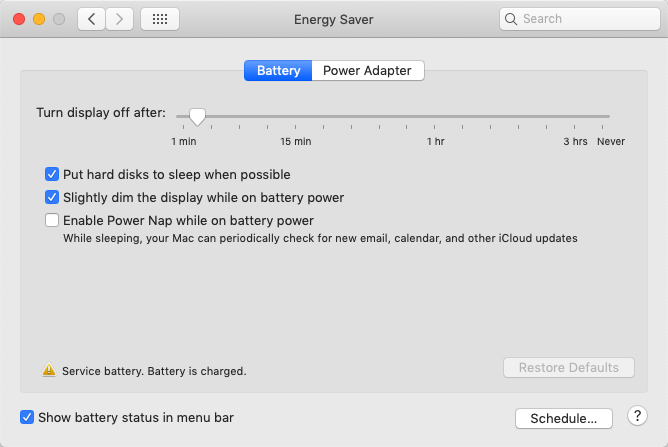 Energy Saver
Search
Battery Power Adapter
Turn display off after:
1 min 15 min 1 hr 3 hrs Never
Put hard disks to sleep when possible
Slightly dim the display while on battery power
Enable Power Nap while on battery power
While sleeping, your Mac can periodically check for new email, calendar, and other iCloud updates
Service battery. Battery is charged.
Restore Defaults
Show battery status in menu bar
Schedule...
?